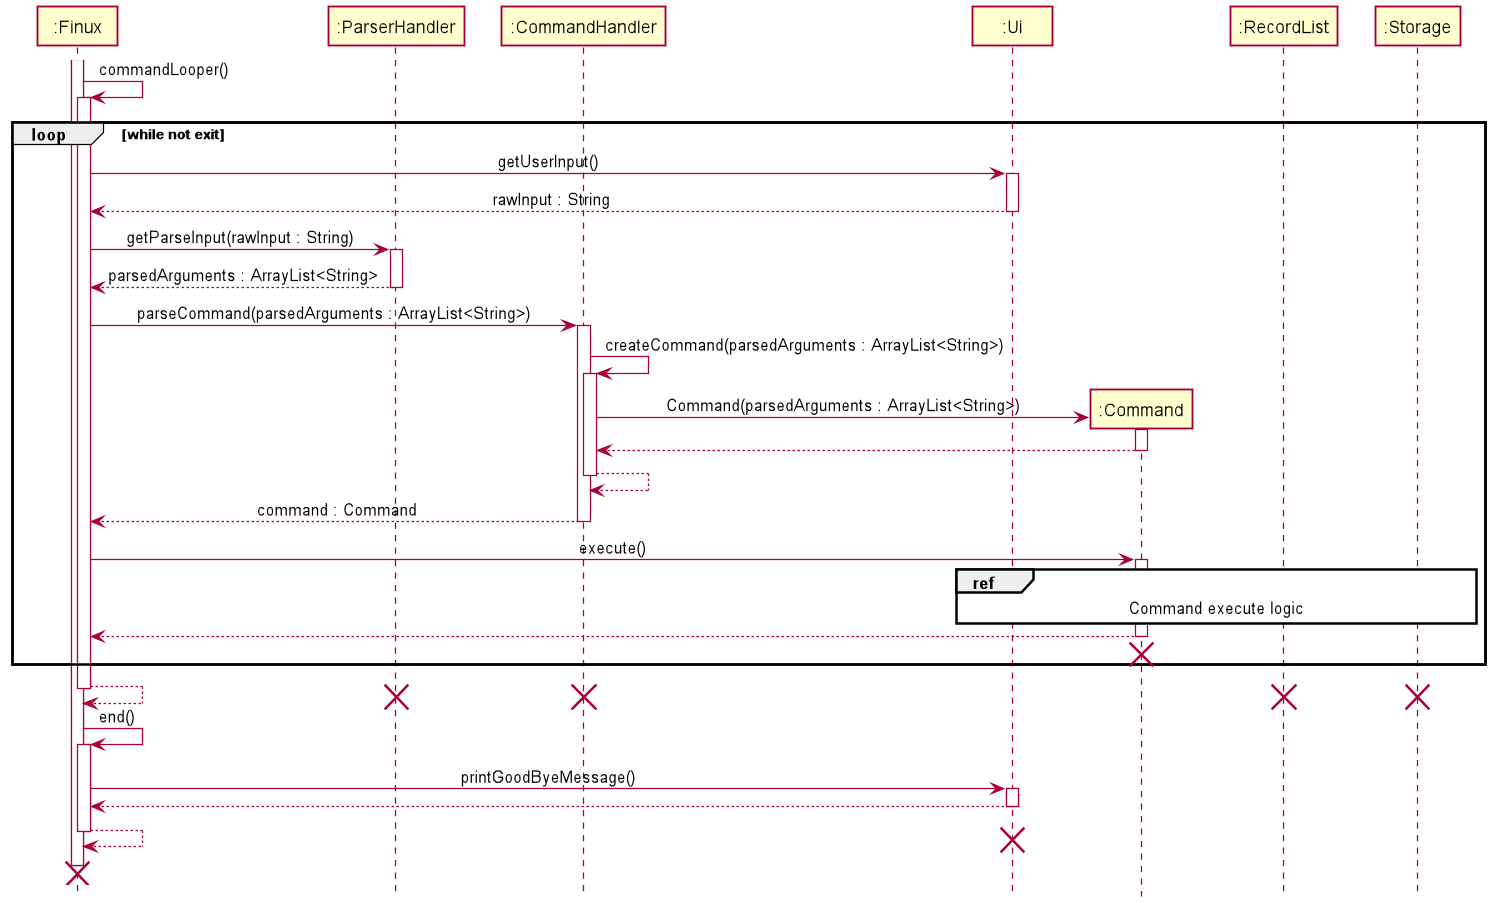 :Finux
:ParserHandler
:CommandHandler
:Ui
:RecordList
:Storage
commandLooper()
loop
[while not exit]
getUserInput()
rawInput : String
getParseInput(rawInput : String)
parsedArguments : ArrayList<String>
parseCommand(parsedArguments : ArrayList<String>)
createCommand(parsedArguments : ArrayList<String>)
Command(parsedArguments : ArrayList<String>)
:Command
command : Command
execute()
ref
Command execute logic
end()
printGoodByeMessage()